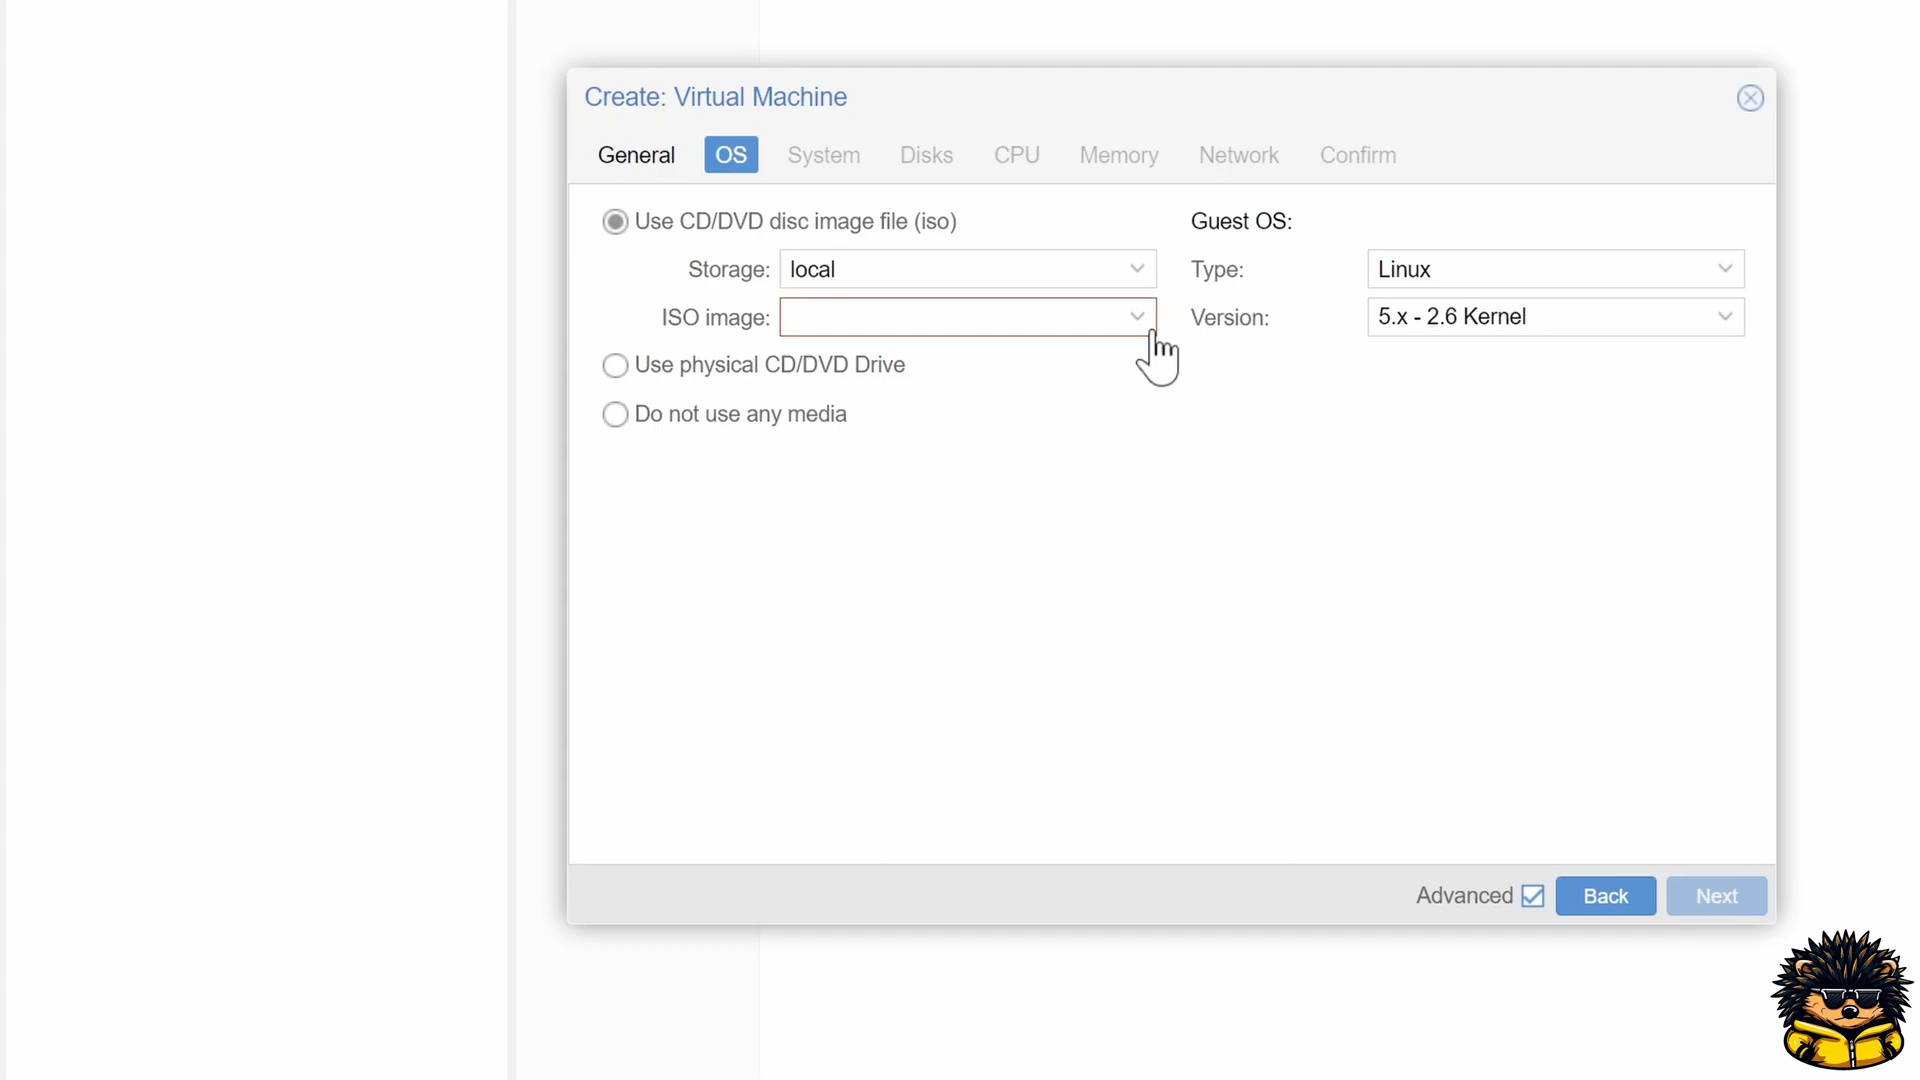 Create: Virtual Machine
General OS System Disks CPU Memory Network Confirm
Use CD/DVD disc image file (iso)
Storage: local
ISO image:
Use physical CD/DVD Drive
Do not use any media
Guest OS:
Type: Linux
Version: 5.x - 2.6 Kernel
Advanced Back Next